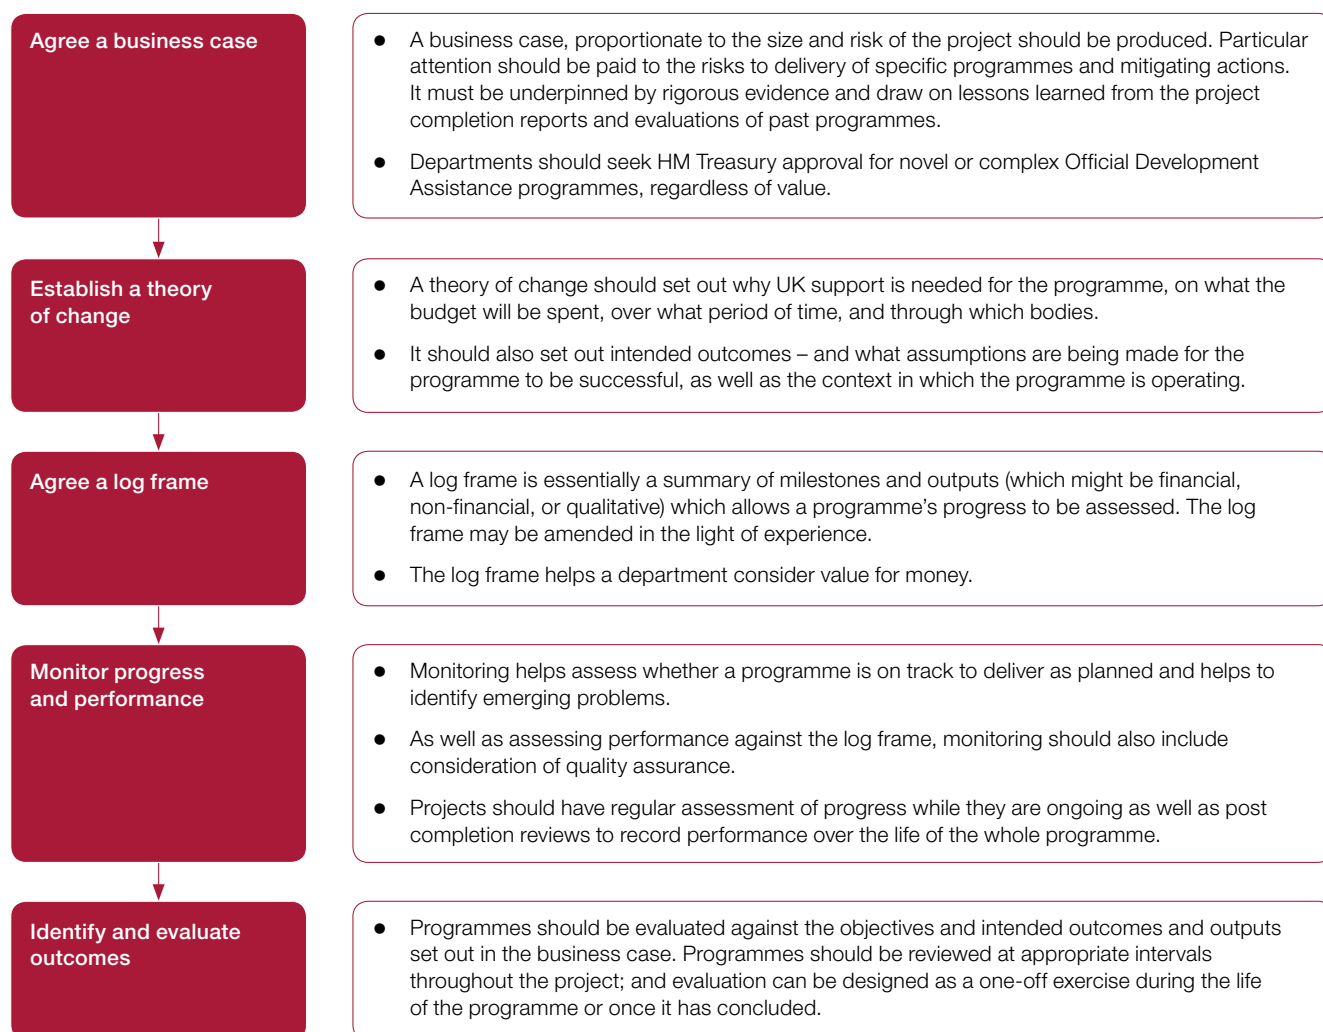 Agree a business case
● A business case, proportionate to the size and risk of the project should be produced. Particular
attention should be paid to the risks to delivery of specific programmes and mitigating actions.
It must be underpinned by rigorous evidence and draw on lessons learned from the project
completion reports and evaluations of past programmes.
● Departments should seek HM Treasury approval for novel or complex Official Development
Assistance programmes, regardless of value.
Establish a theory
of change
● A theory of change should set out why UK support is needed for the programme, on what the
budget will be spent, over what period of time, and through which bodies.
● It should also set out intended outcomes – and what assumptions are being made for the
programme to be successful, as well as the context in which the programme is operating.
Agree a log frame
● A log frame is essentially a summary of milestones and outputs (which might be financial,
non-financial, or qualitative) which allows a programme's progress to be assessed. The log
frame may be amended in the light of experience.
● The log frame helps a department consider value for money.
Monitor progress
and performance
● Monitoring helps assess whether a programme is on track to deliver as planned and helps to
identify emerging problems.
● As well as assessing performance against the log frame, monitoring should also include
consideration of quality assurance.
● Projects should have regular assessment of progress while they are ongoing as well as post
completion reviews to record performance over the life of the whole programme.
Identify and evaluate
outcomes
● Programmes should be evaluated against the objectives and intended outcomes and outputs
set out in the business case. Programmes should be reviewed at appropriate intervals
throughout the project; and evaluation can be designed as a one-off exercise during the life
of the programme or once it has concluded.